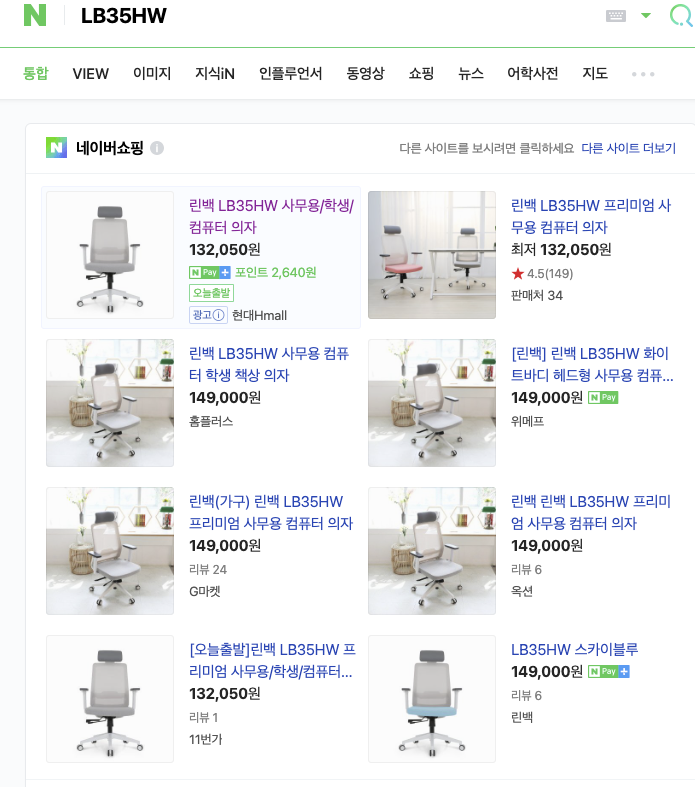 N LB35HW
통합 VIEW 이미지 지식iN 인플루언서 동영상 쇼핑 뉴스 어학사전 지도
N 네이버쇼핑 i 다른 사이트를 보시려면 클릭하세요 다른 사이트 더보기
린백 LB35HW 사무용/학생/
컴퓨터 의자
132,050원
N Pay + 포인트 2,640원
오늘출발
광고 i 현대Hmall
린백 LB35HW 프리미엄 사
무용 컴퓨터 의자
최저 132,050원
★ 4.5(149)
판매처 34
린백 LB35HW 사무용 컴퓨
터 학생 책상 의자
149,000원
홈플러스
[린백] 린백 LB35HW 화이
트바디 헤드형 사무용 컴퓨...
149,000원 N Pay
위메프
린백(가구) 린백 LB35HW
프리미엄 사무용 컴퓨터 의자
149,000원
리뷰 24
G마켓
린백 린백 LB35HW 프리미
엄 사무용 컴퓨터 의자
149,000원
리뷰 6
옥션
[오늘출발]린백 LB35HW 프
리미엄 사무용/학생/컴퓨터...
132,050원
리뷰 1
11번가
LB35HW 스카이블루
149,000원 N Pay +
리뷰 6
린백